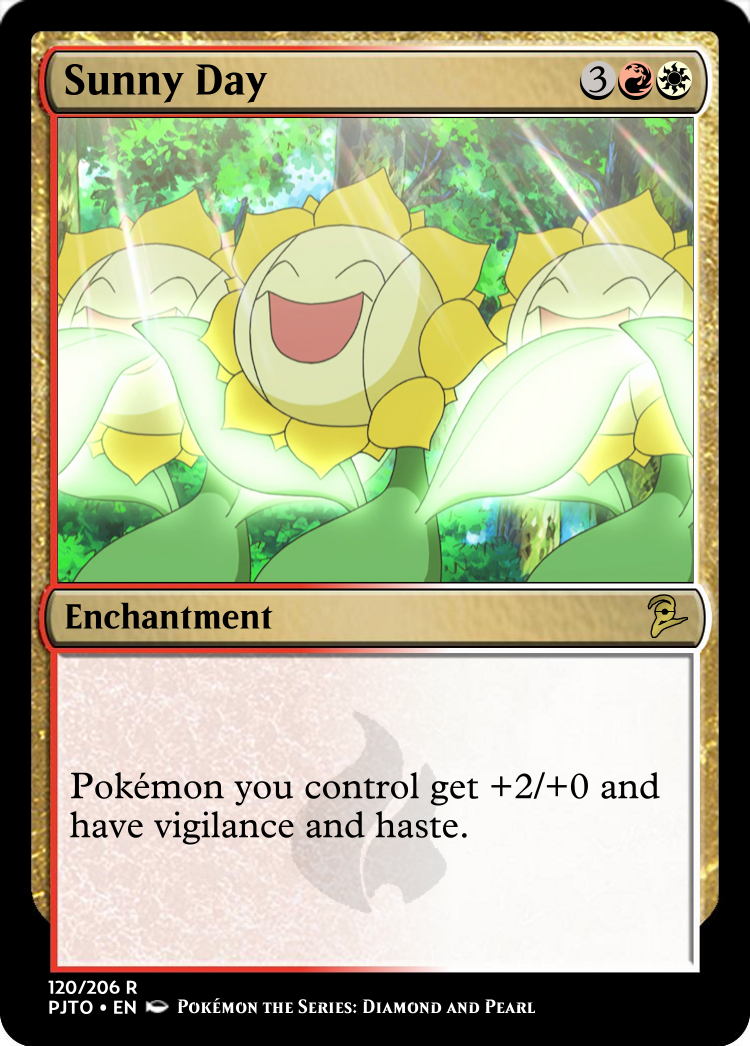 Sunny Day 3
Enchantment
Pokémon you control get +2/+0 and
have vigilance and haste.
120/206 R
PJTO • EN Pokémon the Series: Diamond and Pearl